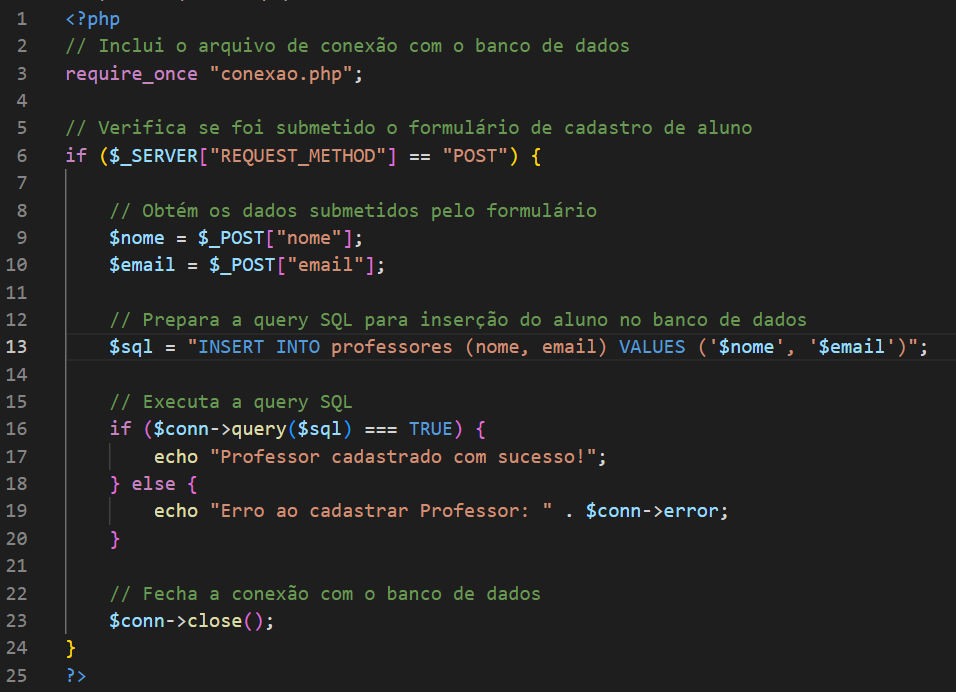 1 <?php
2 // Inclui o arquivo de conexão com o banco de dados
3 require_once "conexao.php";
4
5 // Verifica se foi submetido o formulário de cadastro de aluno
6 if ($_SERVER["REQUEST_METHOD"] == "POST") {
7
8     // Obtém os dados submetidos pelo formulário
9     $nome = $_POST["nome"];
10     $email = $_POST["email"];
11
12     // Prepara a query SQL para inserção do aluno no banco de dados
13     $sql = "INSERT INTO professores (nome, email) VALUES ('$nome', '$email')";
14
15     // Executa a query SQL
16     if ($conn->query($sql) === TRUE) {
17         echo "Professor cadastrado com sucesso!";
18     } else {
19         echo "Erro ao cadastrar Professor: " . $conn->error;
20     }
21
22     // Fecha a conexão com o banco de dados
23     $conn->close();
24 }
25 ?>